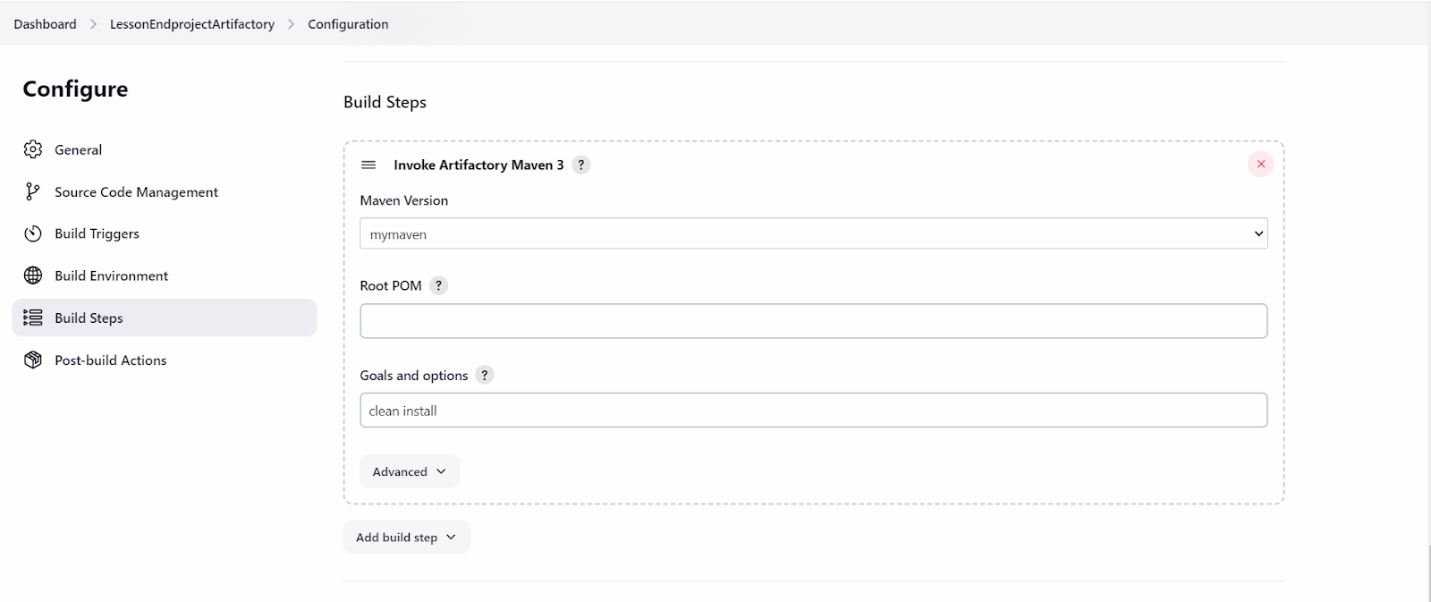 Dashboard > LessonEndprojectArtifactory > Configuration
Configure
General
Source Code Management
Build Triggers
Build Environment
Build Steps
Post-build Actions
Build Steps
Invoke Artifactory Maven 3 ?
Maven Version
mymaven
Root POM ?
Goals and options ?
clean install
Advanced
Add build step